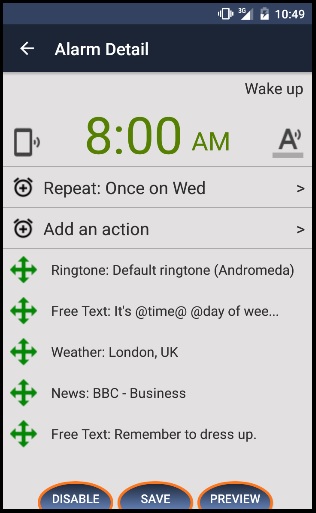 3G 10:49
Alarm Detail
Wake up
8:00 AM
A
Repeat: Once on Wed >
Add an action >
Ringtone: Default ringtone (Andromeda)
Free Text: It's @time@ @day of wee...
Weather: London, UK
News: BBC - Business
Free Text: Remember to dress up.
DISABLE SAVE PREVIEW